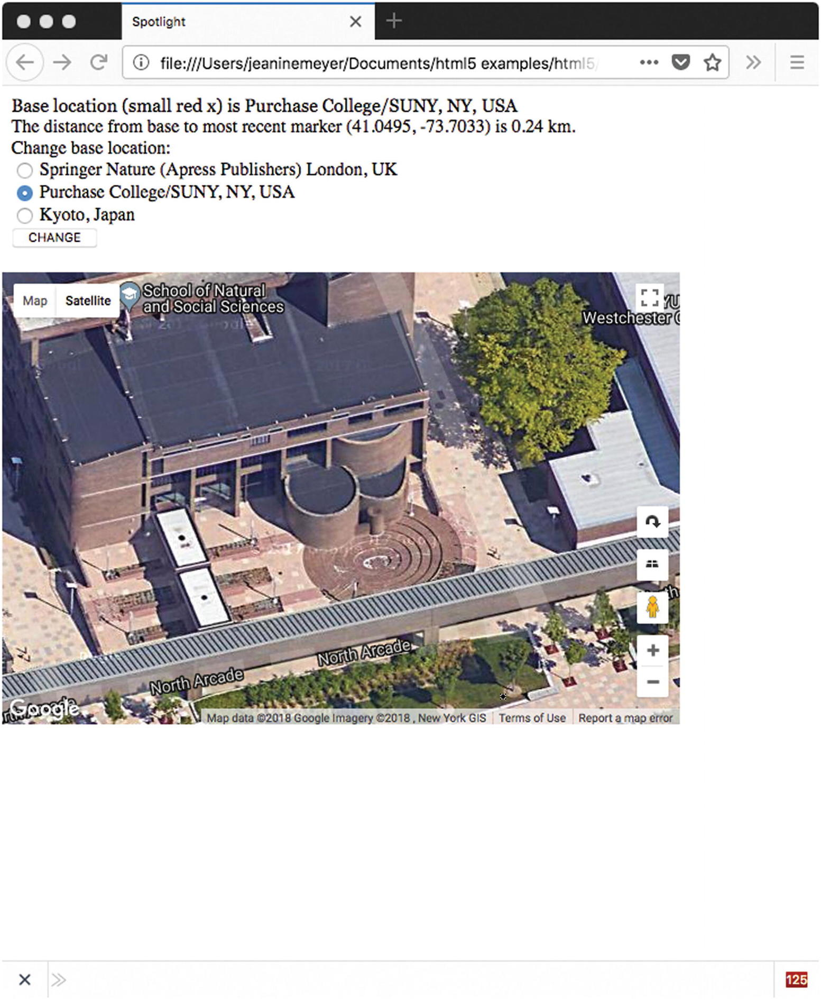 Spotlight
file:///Users/jeaninemeyer/Documents/html5 examples/html5/
Base location (small red x) is Purchase College/SUNY, NY, USA
The distance from base to most recent marker (41.0495, -73.7033) is 0.24 km.
Change base location:
Springer Nature (Apress Publishers) London, UK
Purchase College/SUNY, NY, USA
Kyoto, Japan
CHANGE
Map Satellite
School of Natural
and Social Sciences
Westchester
North Arcade
North Arcade
Google
Map data ©2018 Google Imagery ©2018 , New York GIS Terms of Use Report a map error
125